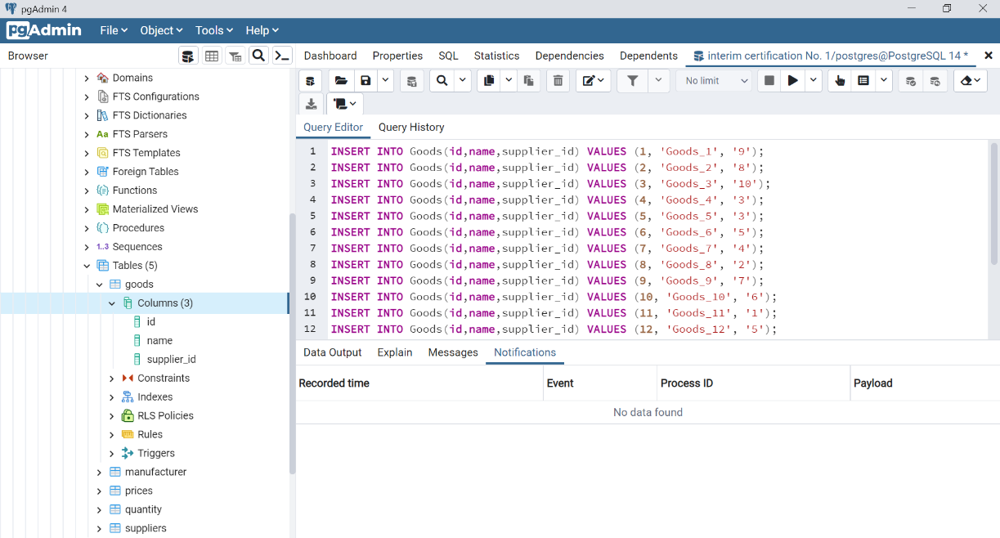 pgAdmin 4
pgAdmin File Object Tools Help
Browser
Dashboard Properties SQL Statistics Dependencies Dependents interim certification No. 1/postgres@PostgreSQL 14 *
No limit
Query Editor Query History
Domains
FTS Configurations
FTS Dictionaries
Aa FTS Parsers
FTS Templates
Foreign Tables
Functions
Materialized Views
Procedures
1..3 Sequences
Tables (5)
goods
Columns (3)
id
name
supplier_id
Constraints
Indexes
RLS Policies
Rules
Triggers
manufacturer
prices
quantity
suppliers
1 INSERT INTO Goods(id,name,supplier_id) VALUES (1, 'Goods_1', '9');
2 INSERT INTO Goods(id,name,supplier_id) VALUES (2, 'Goods_2', '8');
3 INSERT INTO Goods(id,name,supplier_id) VALUES (3, 'Goods_3', '10');
4 INSERT INTO Goods(id,name,supplier_id) VALUES (4, 'Goods_4', '3');
5 INSERT INTO Goods(id,name,supplier_id) VALUES (5, 'Goods_5', '3');
6 INSERT INTO Goods(id,name,supplier_id) VALUES (6, 'Goods_6', '5');
7 INSERT INTO Goods(id,name,supplier_id) VALUES (7, 'Goods_7', '4');
8 INSERT INTO Goods(id,name,supplier_id) VALUES (8, 'Goods_8', '2');
9 INSERT INTO Goods(id,name,supplier_id) VALUES (9, 'Goods_9', '7');
10 INSERT INTO Goods(id,name,supplier_id) VALUES (10, 'Goods_10', '6');
11 INSERT INTO Goods(id,name,supplier_id) VALUES (11, 'Goods_11', '1');
12 INSERT INTO Goods(id,name,supplier_id) VALUES (12, 'Goods_12', '5');
Data Output Explain Messages Notifications
Recorded time Event Process ID Payload
No data found